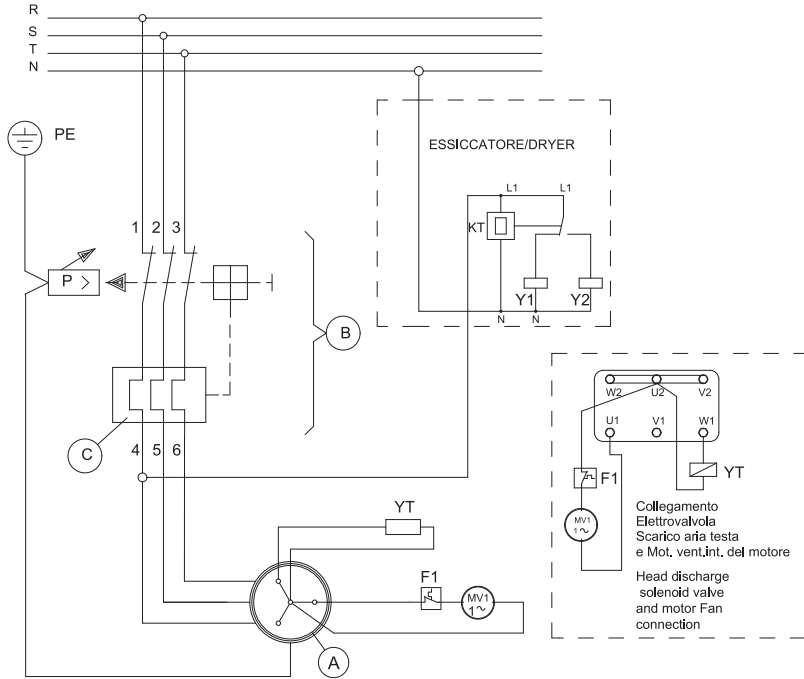 R
S
T
N
PE
ESSICCATORE/DRYER
L1 L1
KT
1 2 3
P >
Y1 Y2
N N
B
C
4 5 6
W2 U2 V2
U1 V1 W1
F1
YT
MV1
1~
Collegamento
Elettrovalvola
Scarico aria testa
e Mot. vent.int. del motore
Head discharge
solenoid valve
and motor Fan
connection
YT
F1
MV1
1~
A